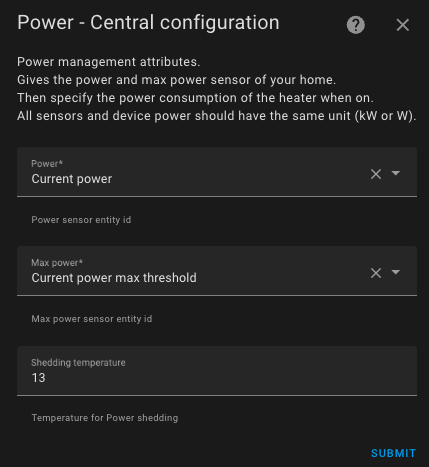 Power - Central configuration
Power management attributes.
Gives the power and max power sensor of your home.
Then specify the power consumption of the heater when on.
All sensors and device power should have the same unit (kW or W).
Power*
Current power
Power sensor entity id
Max power*
Current power max threshold
Max power sensor entity id
Shedding temperature
13
Temperature for Power shedding
SUBMIT